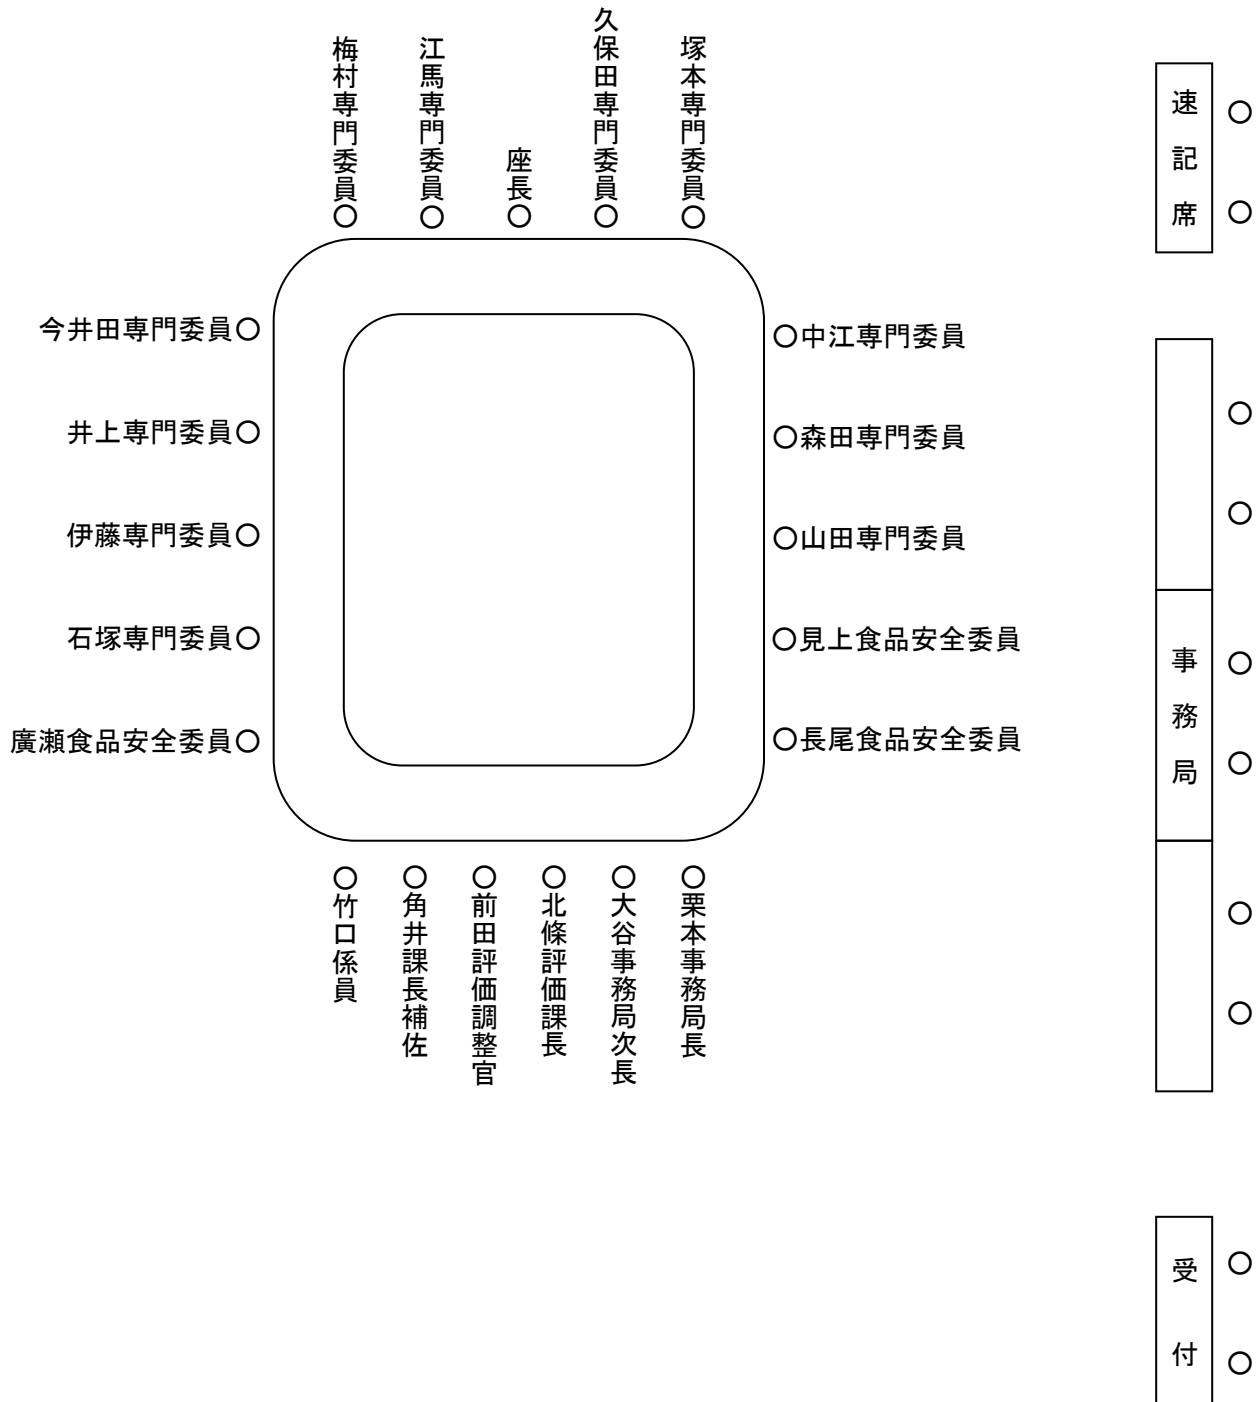 梅村専門委員○
江馬専門委員○
座長○
久保田専門委員○
塚本専門委員○
今井田専門委員○
井上専門委員○
伊藤専門委員○
石塚専門委員○
廣瀬食品安全委員○
○中江専門委員
○森田専門委員
○山田専門委員
○見上食品安全委員
○長尾食品安全委員
○竹口係員
○角井課長補佐
○前田評価調整官
○北條評価課長
○大谷事務局次長
○栗本事務局長
速記席
事務局
受付